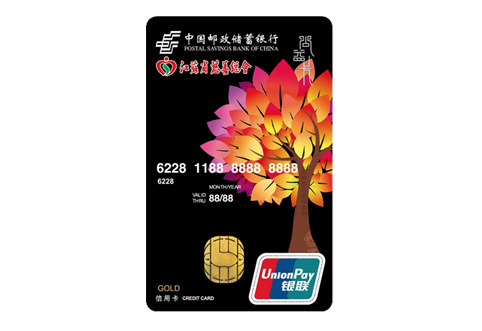 中国邮政储蓄银行
POSTAL SAVINGS BANK OF CHINA
江苏省慈善总会
6228 1188 8888 8888
6228
MONTH/YEAR
VALID THRU 88/88
GOLD
信用卡 CREDIT CARD
UnionPay
银联